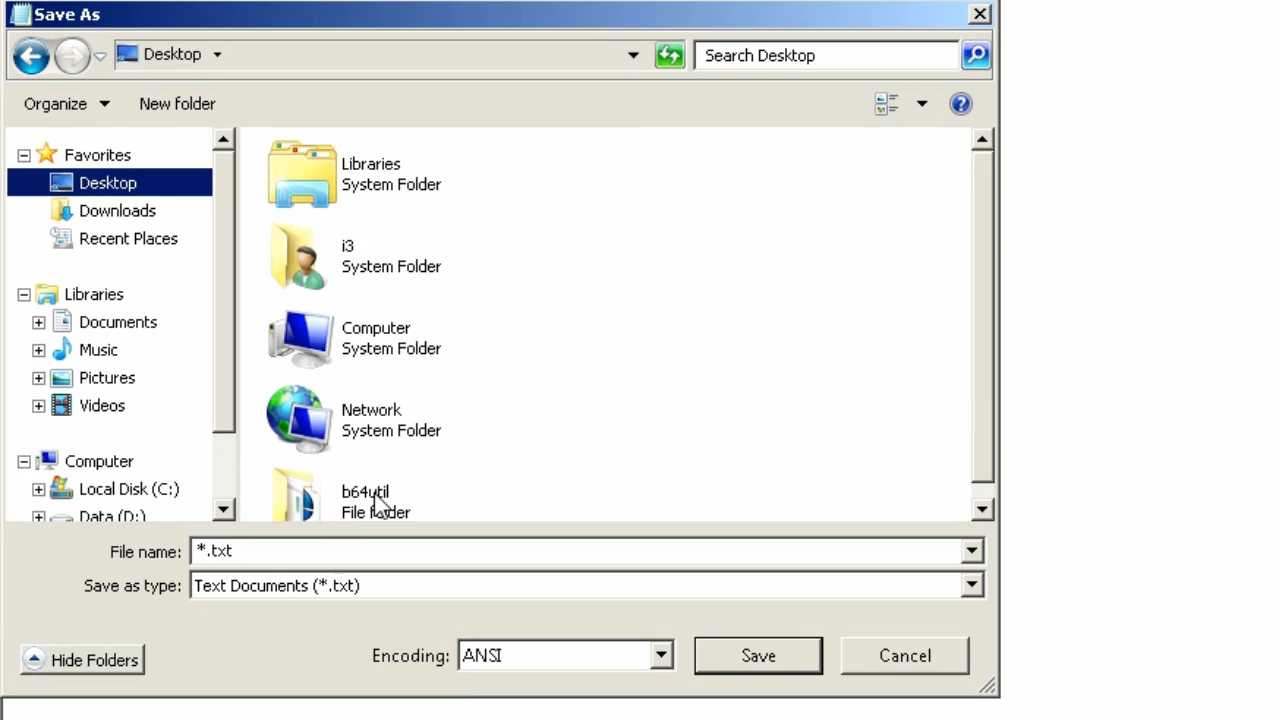 Save As
Desktop
Search Desktop
Organize
New folder
Favorites
Desktop
Downloads
Recent Places
Libraries
Documents
Music
Pictures
Videos
Computer
Local Disk (C:)
Data (D:)
Libraries
System Folder
i3
System Folder
Computer
System Folder
Network
System Folder
b64util
File folder
File name: *.txt
Save as type: Text Documents (*.txt)
Hide Folders
Encoding: ANSI
Save
Cancel